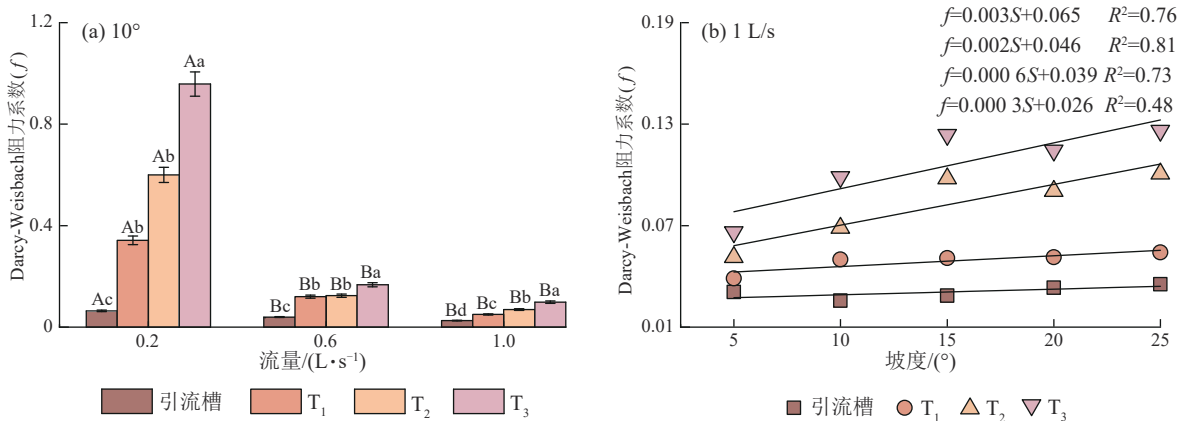 (a) 10°
Darcy-Weisbach阻力系数(f)
1.2
0.8
0.4
0
Ac
Ab
Ab
Aa
Bc
Bb
Bb
Ba
Bd
Bc
Bb
Ba
0.2
0.6
1.0
流量/(L·s⁻¹)
引流槽
T₁
T₂
T₃
(b) 1 L/s
f=0.003S+0.065 R²=0.76
f=0.002S+0.046 R²=0.81
f=0.000 6S+0.039 R²=0.73
f=0.000 3S+0.026 R²=0.48
Darcy-Weisbach阻力系数(f)
0.19
0.13
0.07
0.01
5
10
15
20
25
坡度/(°)
引流槽
T₁
T₂
T₃